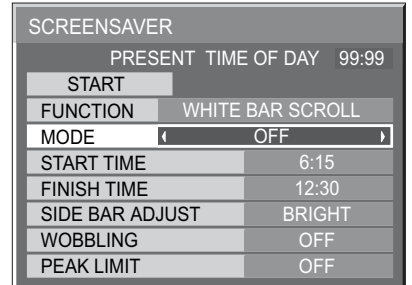 SCREENSAVER
PRESENT TIME OF DAY 99:99
START
FUNCTION WHITE BAR SCROLL
MODE OFF
START TIME 6:15
FINISH TIME 12:30
SIDE BAR ADJUST BRIGHT
WOBBLING OFF
PEAK LIMIT OFF